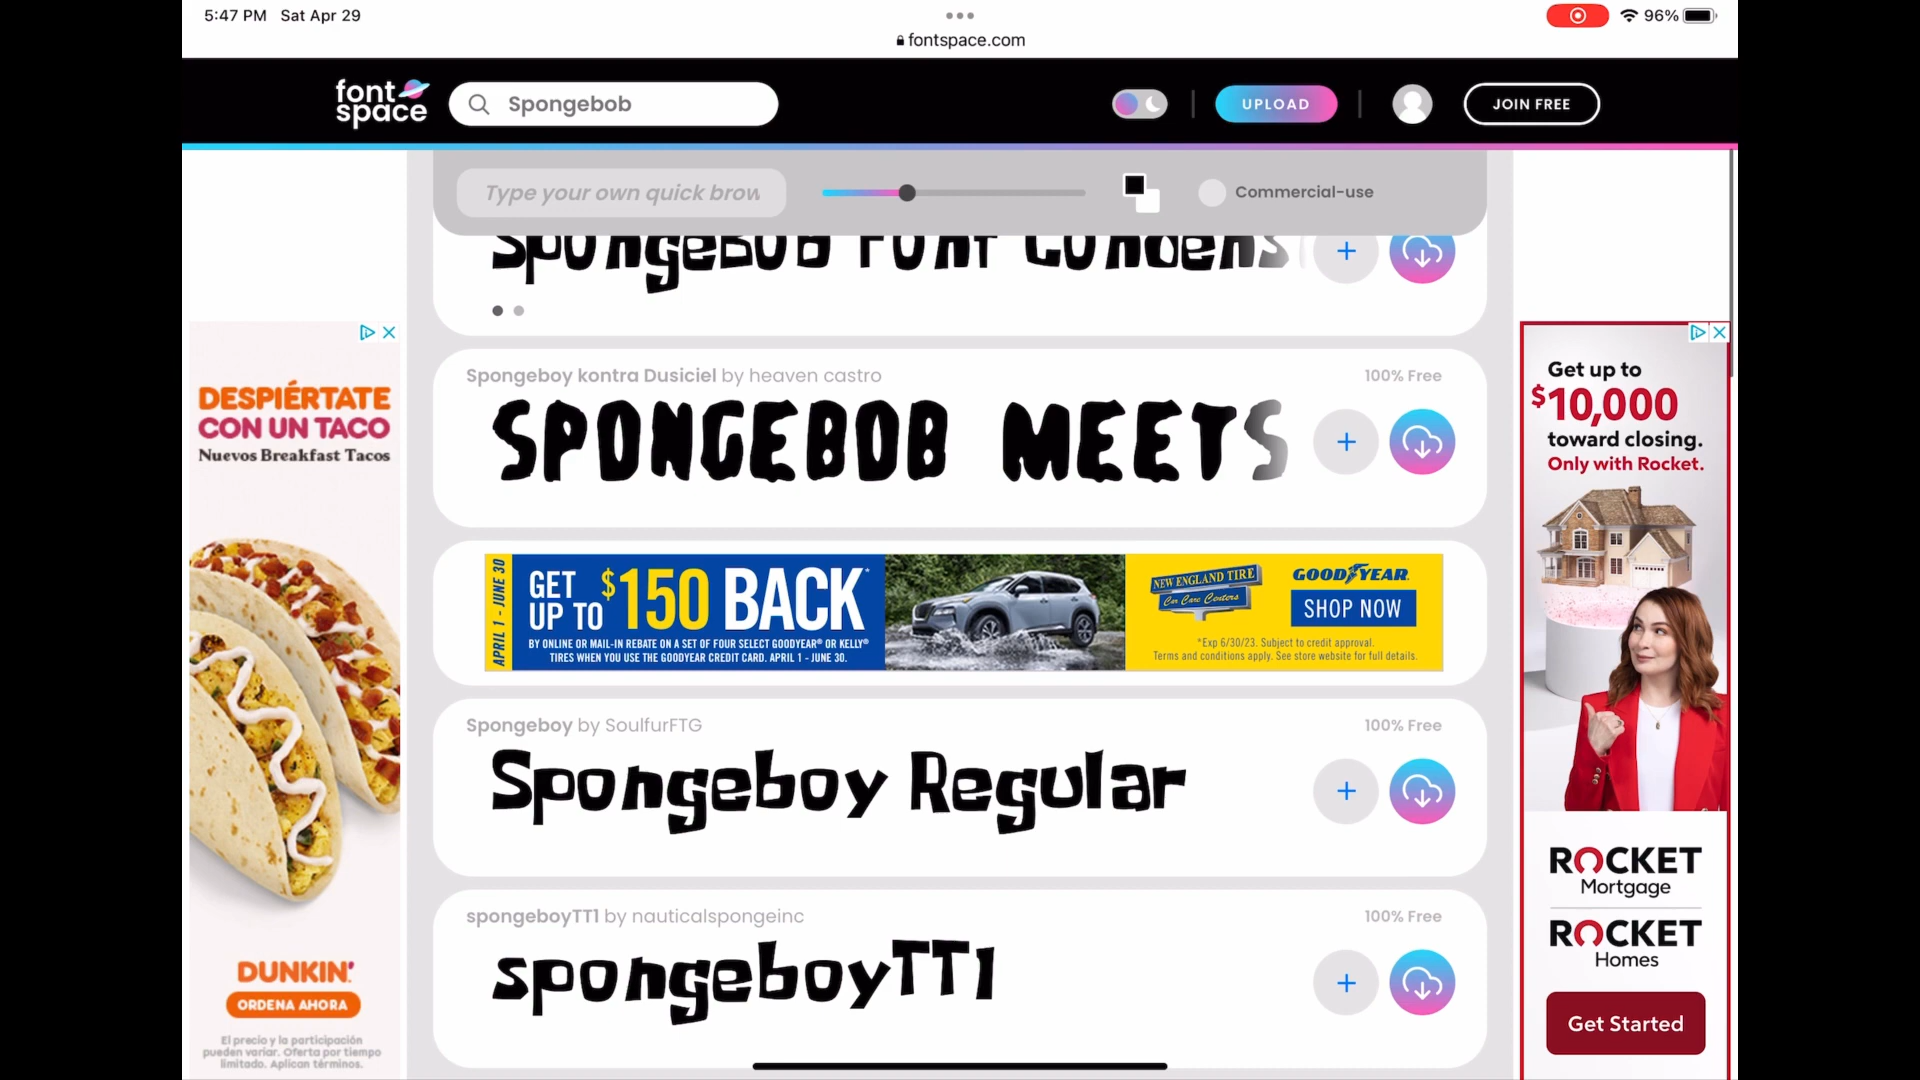 5:47 PM Sat Apr 29
96%
fontspace.com
font
space
Spongebob
UPLOAD
JOIN FREE
Type your own quick brow
Commercial-use
SpongeBOB Font Condens
Spongeboy kontra Dusiciel by heaven castro
100% Free
SPONGEBOB MEETS
APRIL 1 - JUNE 30
GET
UP TO $150 BACK*
BY ONLINE OR MAIL-IN REBATE ON A SET OF FOUR SELECT GOODYEAR® OR KELLY®
TIRES WHEN YOU USE THE GOODYEAR CREDIT CARD. APRIL 1 - JUNE 30.
NEW ENGLAND TIRE
Car Care Centers
GOODYEAR
SHOP NOW
*Exp 6/30/23. Subject to credit approval.
Terms and conditions apply. See store website for full details.
Spongeboy by SoulfurFTG
100% Free
Spongeboy Regular
spongeboyTT1 by nauticalspongeinc
100% Free
spongeboyTT1
DESPIÉRTATE
CON UN TACO
Nuevos Breakfast Tacos
DUNKIN'
ORDENA AHORA
El precio y la participación
pueden variar. Oferta por tiempo
limitado. Aplican términos.
Get up to
$10,000
toward closing.
Only with Rocket.
ROCKET
Mortgage
ROCKET
Homes
Get Started